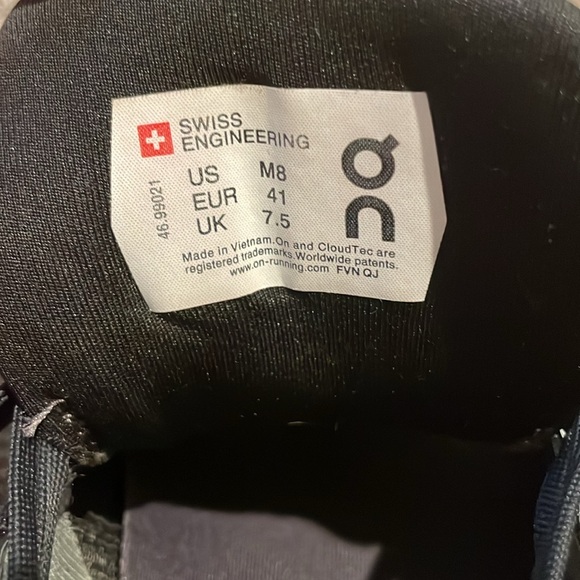 SWISS
ENGINEERING
US M8
EUR 41
UK 7.5
46.99021
Made in Vietnam.On and CloudTec are
registered trademarks.Worldwide patents.
www.on-running.com FVN QJ
On